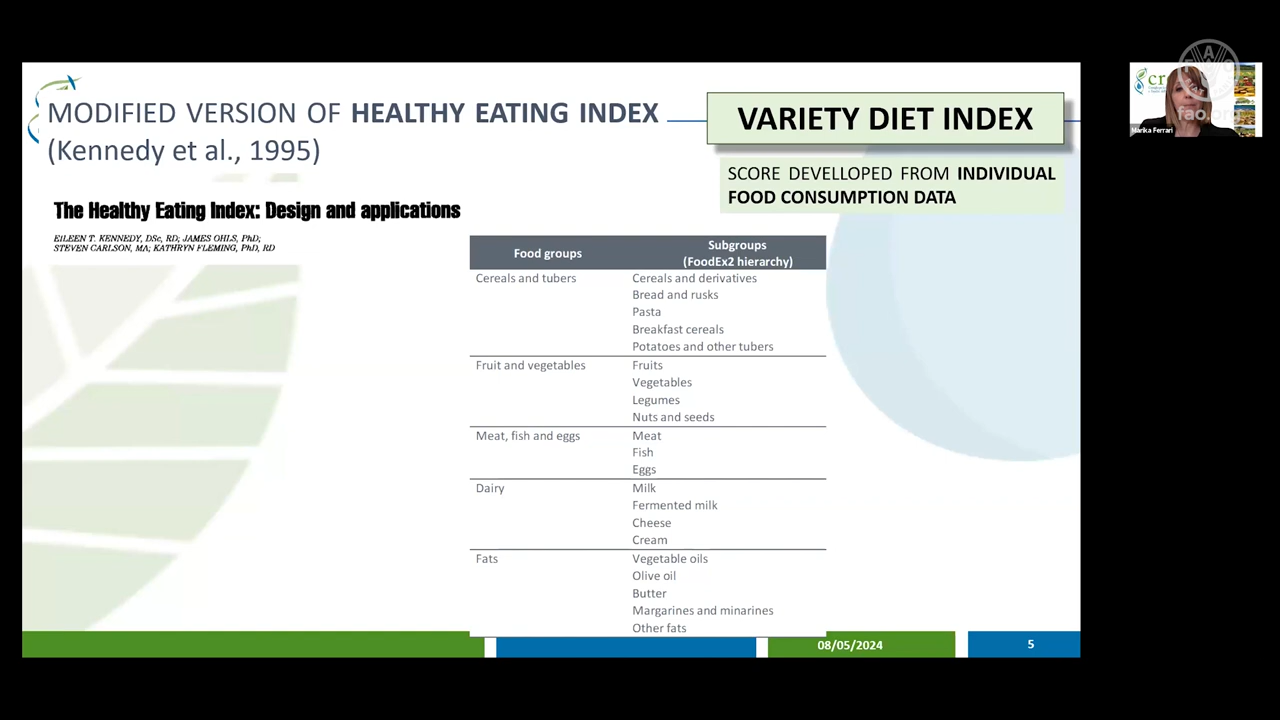 MODIFIED VERSION OF HEALTHY EATING INDEX
(Kennedy et al., 1995)
VARIETY DIET INDEX
SCORE DEVELLOPED FROM INDIVIDUAL
FOOD CONSUMPTION DATA
The Healthy Eating Index: Design and applications
EILEEN T. KENNEDY, DSc, RD; JAMES OHLS, PhD;
STEVEN CARLSON, MA; KATHRYN FLEMING, PhD, RD
Food groups
Subgroups
(FoodEx2 hierarchy)
Cereals and tubers
Cereals and derivatives
Bread and rusks
Pasta
Breakfast cereals
Potatoes and other tubers
Fruit and vegetables
Fruits
Vegetables
Legumes
Nuts and seeds
Meat, fish and eggs
Meat
Fish
Eggs
Dairy
Milk
Fermented milk
Cheese
Cream
Fats
Vegetable oils
Olive oil
Butter
Margarines and minarines
Other fats
08/05/2024
5
Marika Ferrari
fao.org